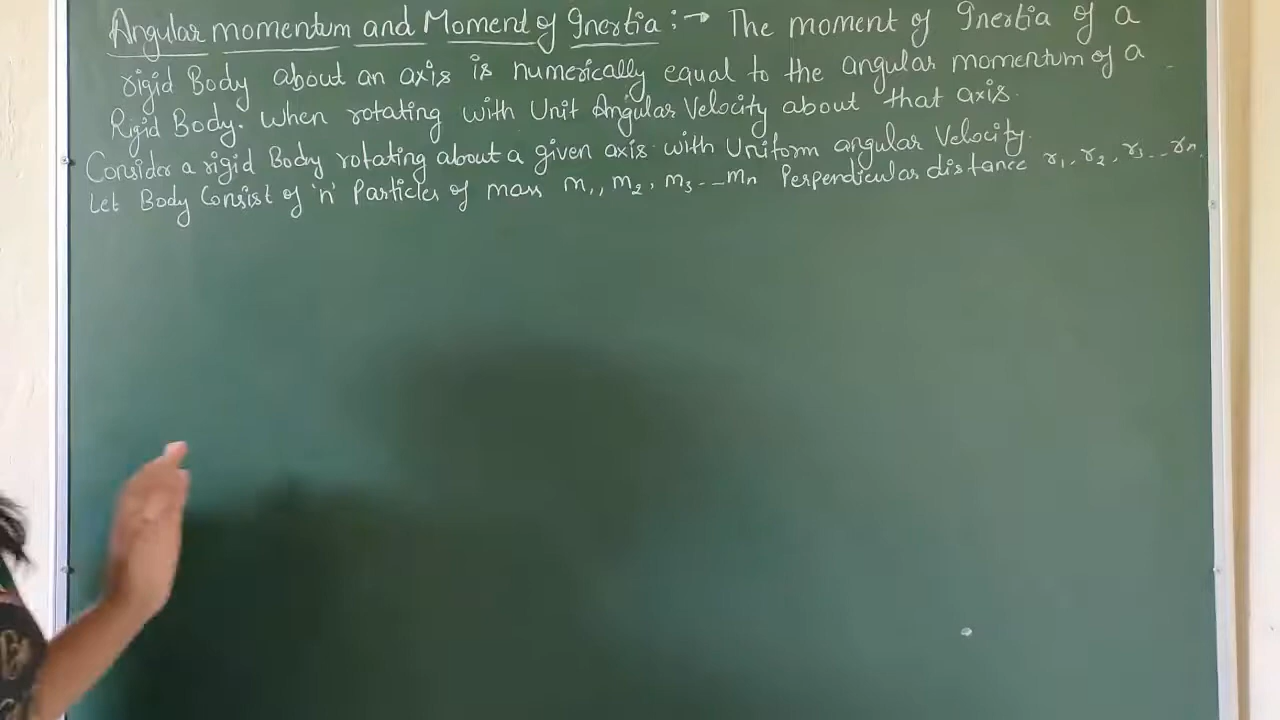 Angular momentum and Moment of Inertia :→ The moment of Inertia of a
rigid Body about an axis is numerically equal to the angular momentum of a
Rigid Body. When rotating with Unit Angular Velocity about that axis.
Consider a rigid Body rotating about a given axis with Uniform angular Velocity.
Let Body Consist of 'n' Particles of mass m₁, m₂, m₃...mn Perpendicular distance r₁, r₂, r₃...rn.